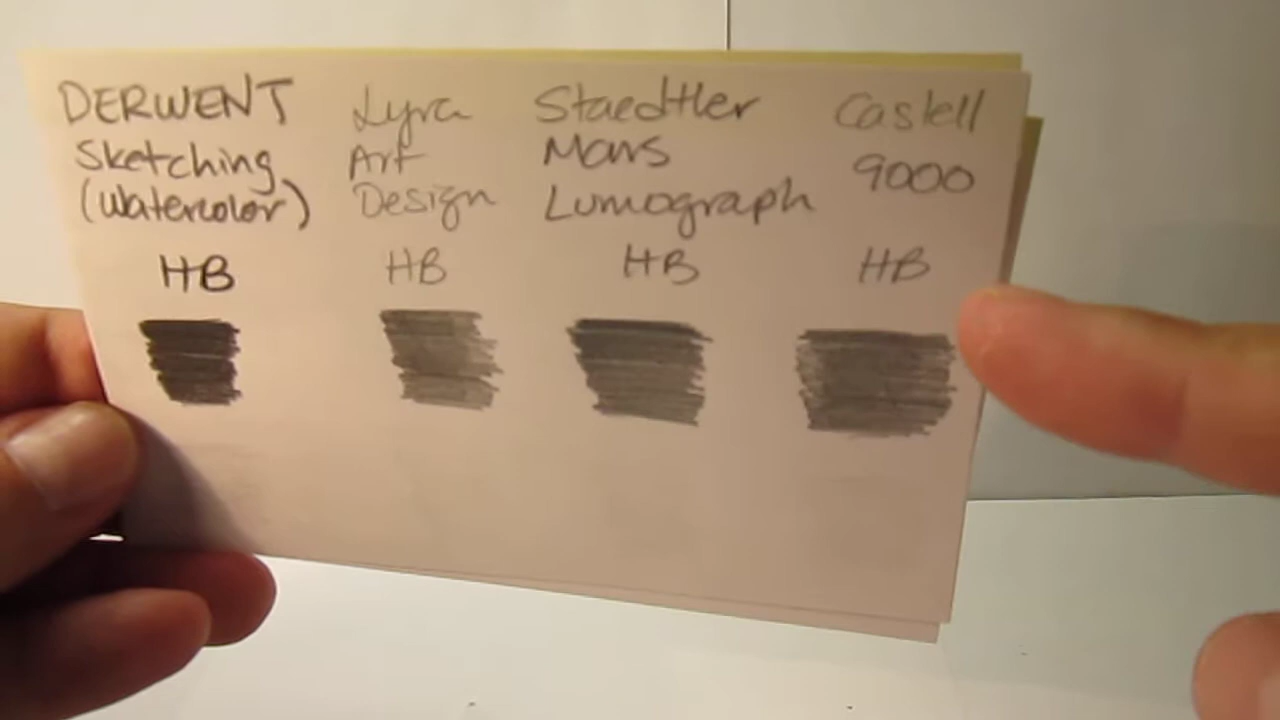 DERWENT
Sketching
(watercolor)
HB
Lyra
Art
Design
HB
Staedtler
Mars
Lumograph
HB
Castell
9000
HB